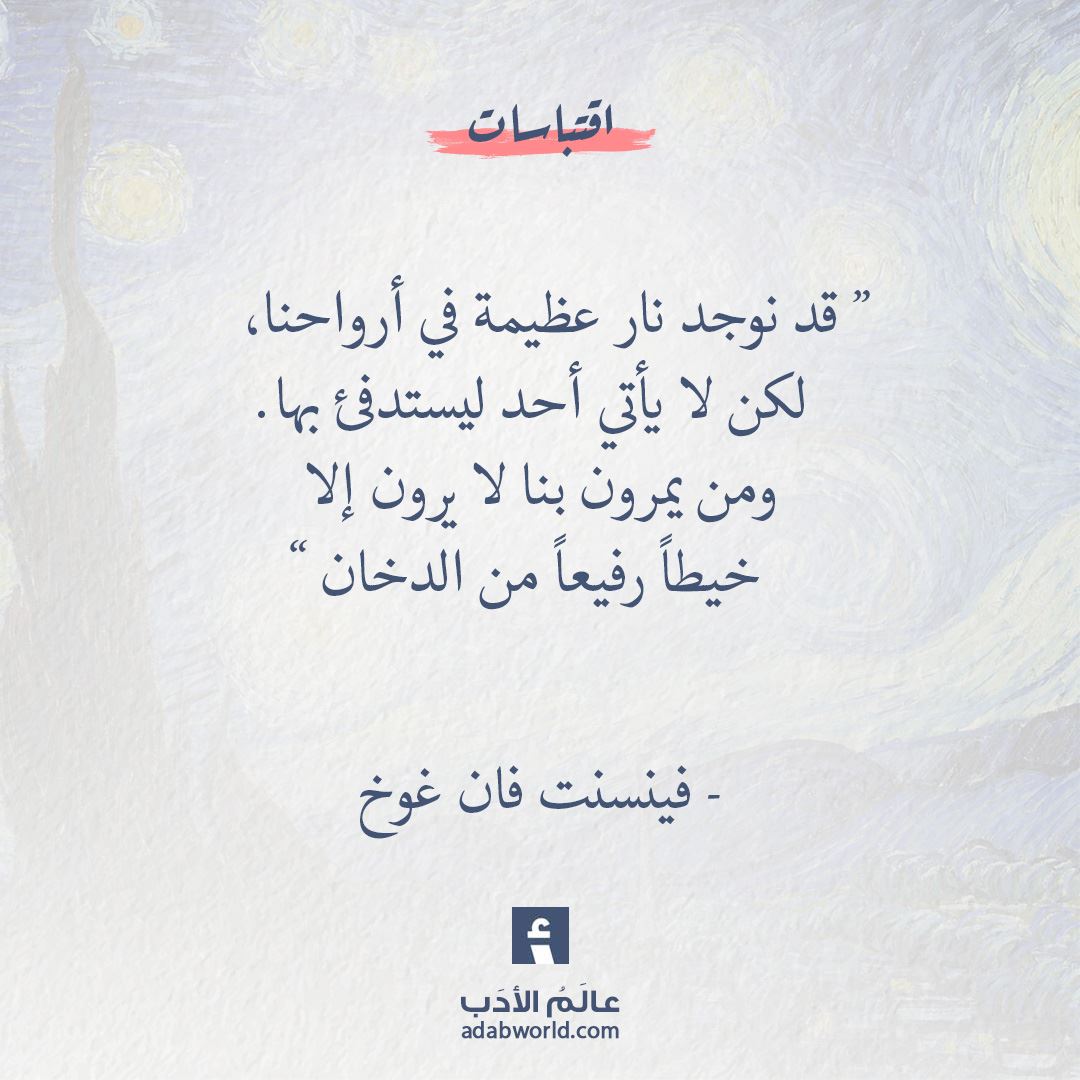 اقتباسات
” قد نوجد نار عظيمة في أرواحنا،
لكن لا يأتي أحد ليستدفئ بها.
ومن يمرون بنا لا يرون إلا
خيطاً رفيعاً من الدخان “
- فينسنت فان غوخ
أ
عالَمُ الأدَب
adabworld.com